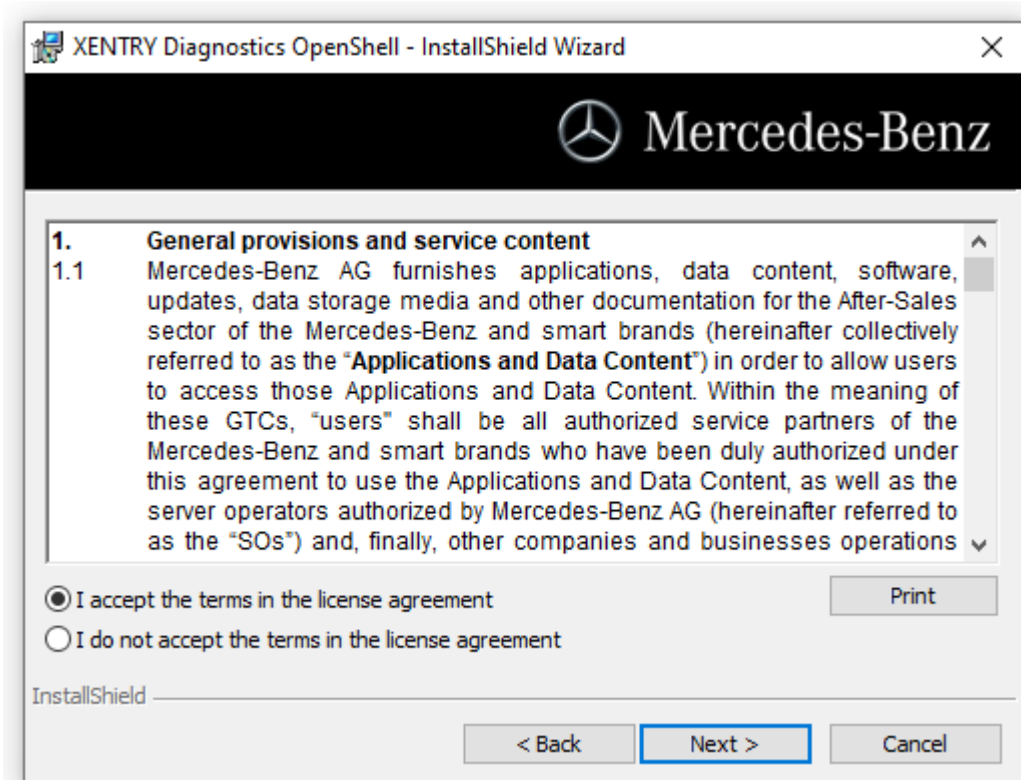 XENTRY Diagnostics OpenShell - InstallShield Wizard
Mercedes-Benz
1. General provisions and service content
1.1 Mercedes-Benz AG furnishes applications, data content, software,
updates, data storage media and other documentation for the After-Sales
sector of the Mercedes-Benz and smart brands (hereinafter collectively
referred to as the “Applications and Data Content”) in order to allow users
to access those Applications and Data Content. Within the meaning of
these GTCs, “users" shall be all authorized service partners of the
Mercedes-Benz and smart brands who have been duly authorized under
this agreement to use the Applications and Data Content, as well as the
server operators authorized by Mercedes-Benz AG (hereinafter referred to
as the “SOs”) and, finally, other companies and businesses operations
I accept the terms in the license agreement
Print
I do not accept the terms in the license agreement
InstallShield
< Back
Next >
Cancel